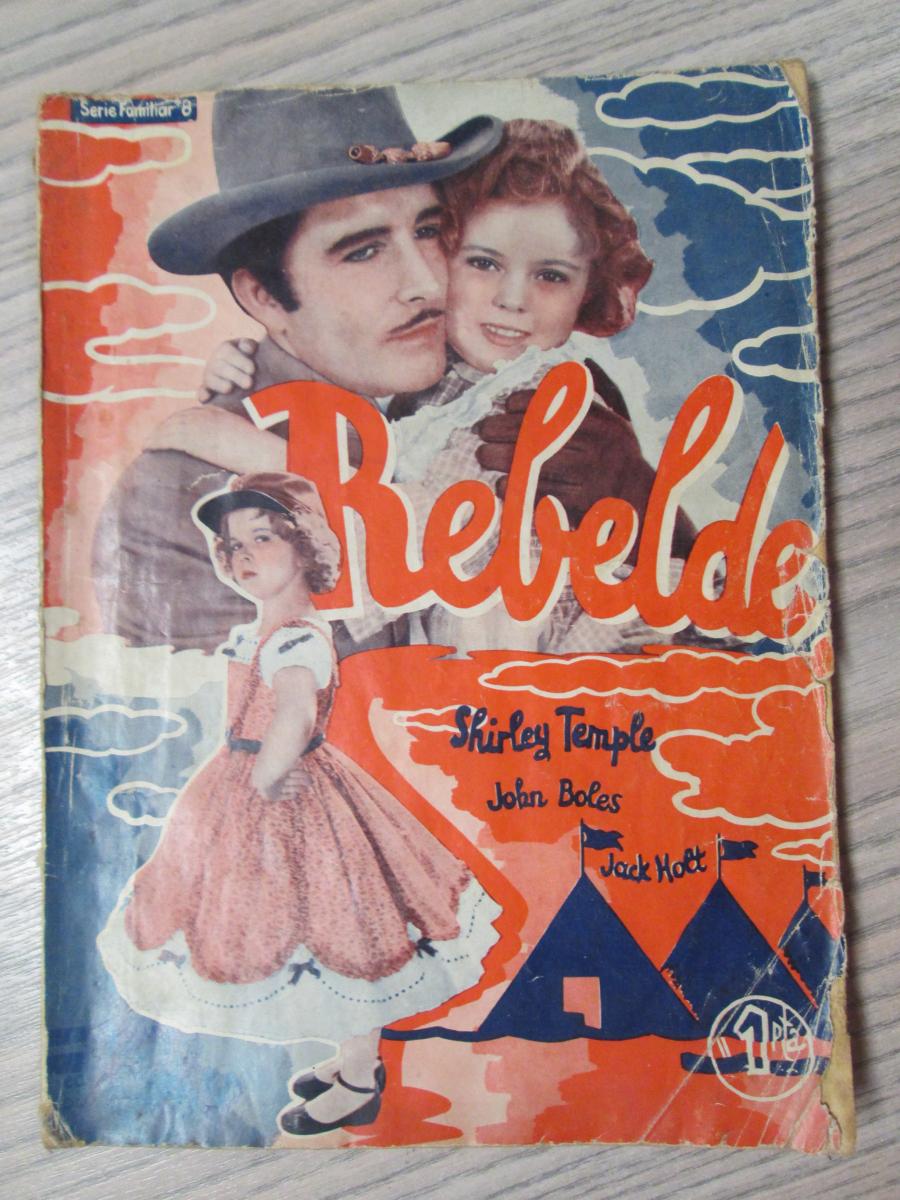 Serie Familiar 8
Rebelde
Shirley Temple
John Boles
Jack Holt
1 pta